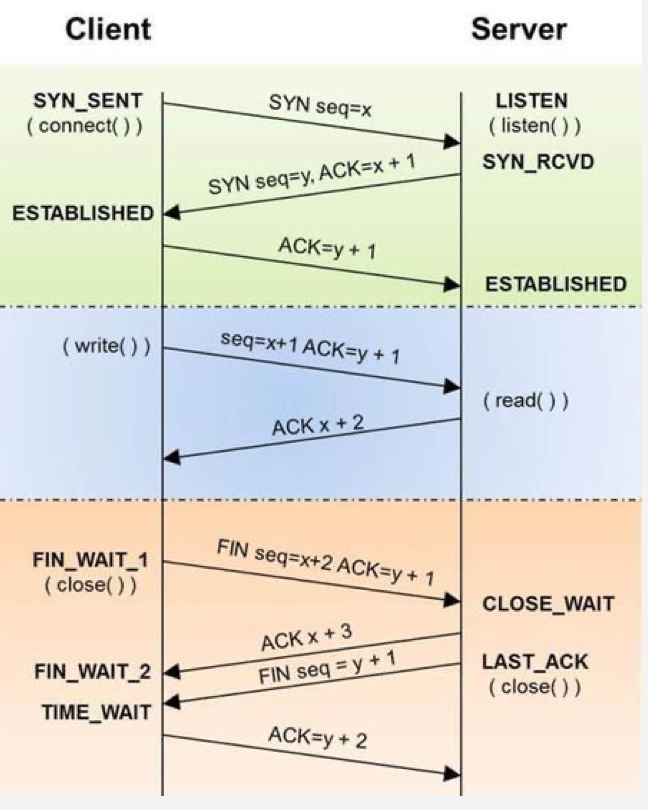 Client
Server
SYN_SENT
( connect( ) )
SYN seq=x
LISTEN
( listen( ) )
SYN_RCVD
SYN seq=y, ACK=x + 1
ESTABLISHED
ACK=y + 1
ESTABLISHED
( write( ) )
seq=x+1 ACK=y + 1
( read( ) )
ACK x + 2
FIN_WAIT_1
( close( ) )
FIN seq=x+2 ACK=y + 1
CLOSE_WAIT
ACK x + 3
FIN_WAIT_2
FIN seq = y + 1
LAST_ACK
( close( ) )
TIME_WAIT
ACK=y + 2